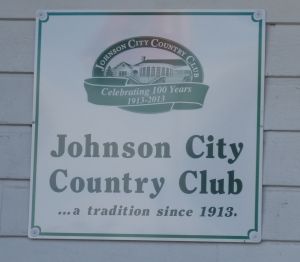 JOHNSON CITY COUNTRY CLUB
Celebrating 100 Years
1913-2013
Johnson City
Country Club
...a tradition since 1913.